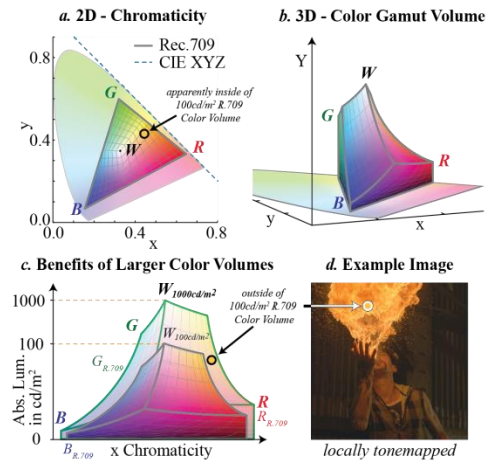 a. 2D - Chromaticity
0.8
y
0.4
0.0
0.0
x
0.4
0.8
Rec.709
CIE XYZ
G
W
R
B
apparently inside of
100cd/m² R.709
Color Volume
b. 3D - Color Gamut Volume
Y
W
G
R
B
y
x
c. Benefits of Larger Color Volumes
Abs. Lum.
in cd/m²
1000
100
0
W1000cd/m²
W100cd/m²
G
GR.709
B
BR.709
R
RR.709
x Chromaticity
outside of
100cd/m² R.709
Color Volume
d. Example Image
locally tonemapped